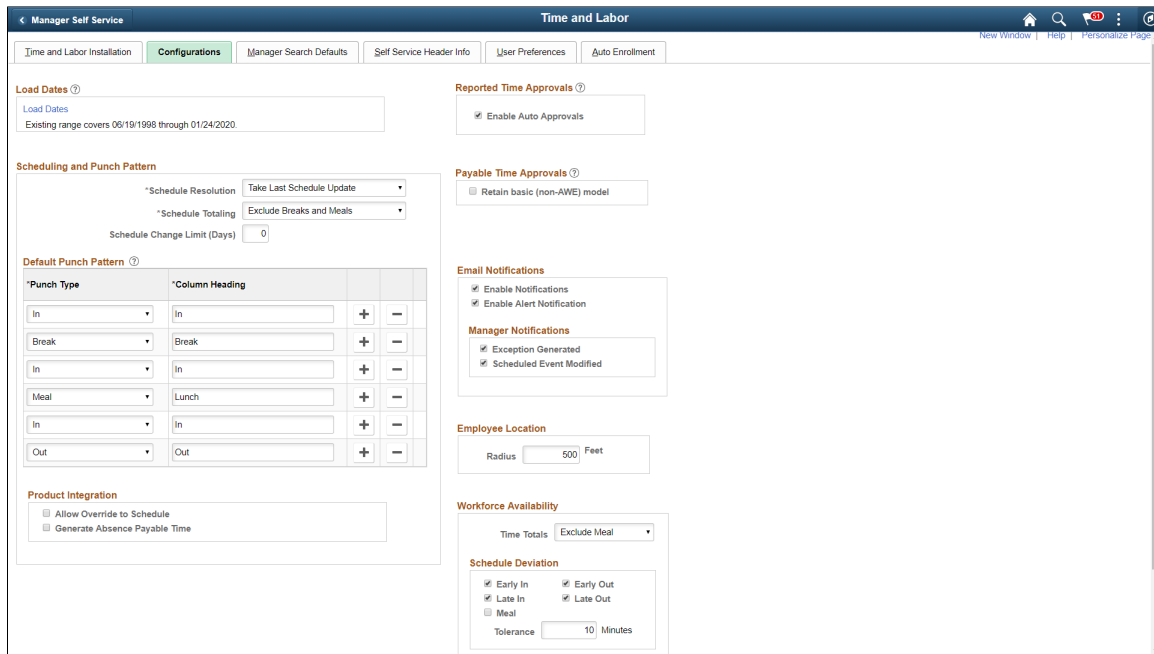 Manager Self Service
Time and Labor
51
New Window | Help | Personalize Page
Time and Labor Installation
Configurations
Manager Search Defaults
Self Service Header Info
User Preferences
Auto Enrollment
Load Dates
Load Dates
Existing range covers 06/19/1998 through 01/24/2020.
Scheduling and Punch Pattern
*Schedule Resolution Take Last Schedule Update
*Schedule Totaling Exclude Breaks and Meals
Schedule Change Limit (Days) 0
Default Punch Pattern
*Punch Type *Column Heading
In In
Break Break
In In
Meal Lunch
In In
Out Out
Product Integration
Allow Override to Schedule
Generate Absence Payable Time
Reported Time Approvals
Enable Auto Approvals
Payable Time Approvals
Retain basic (non-AWE) model
Email Notifications
Enable Notifications
Enable Alert Notification
Manager Notifications
Exception Generated
Scheduled Event Modified
Employee Location
Radius 500 Feet
Workforce Availability
Time Totals Exclude Meal
Schedule Deviation
Early In Early Out
Late In Late Out
Meal
Tolerance 10 Minutes